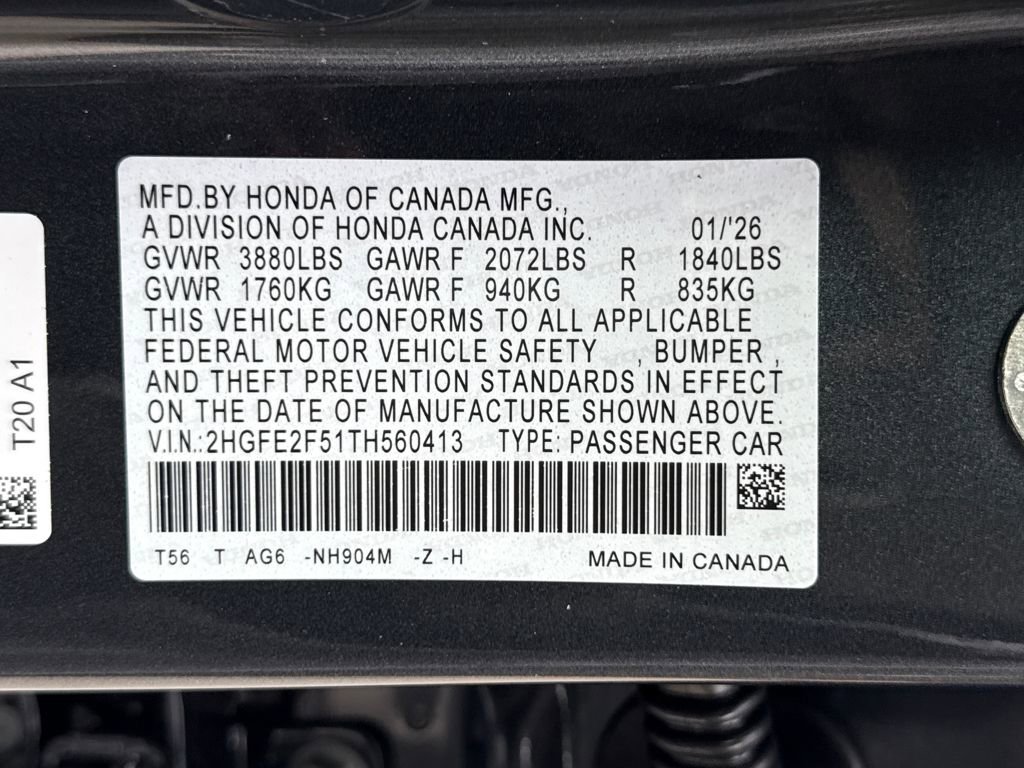 MFD.BY HONDA OF CANADA MFG.,
A DIVISION OF HONDA CANADA INC. 01/'26
GVWR 3880LBS GAWR F 2072LBS R 1840LBS
GVWR 1760KG GAWR F 940KG R 835KG
THIS VEHICLE CONFORMS TO ALL APPLICABLE
FEDERAL MOTOR VEHICLE SAFETY , BUMPER ,
AND THEFT PREVENTION STANDARDS IN EFFECT
ON THE DATE OF MANUFACTURE SHOWN ABOVE.
V.I.N.: 2HGFE2F51TH560413 TYPE: PASSENGER CAR
T56 T AG6 -NH904M -Z -H MADE IN CANADA
T20 A1